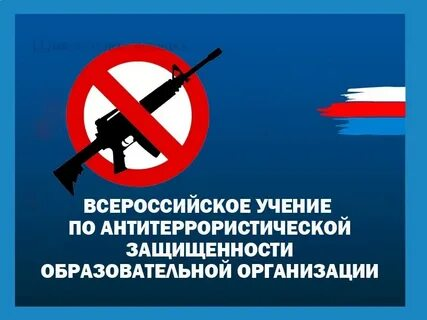 ВСЕРОССИЙСКОЕ УЧЕНИЕ
ПО АНТИТЕРРОРИСТИЧЕСКОЙ
ЗАЩИЩЕННОСТИ
ОБРАЗОВАТЕЛЬНОЙ ОРГАНИЗАЦИИ